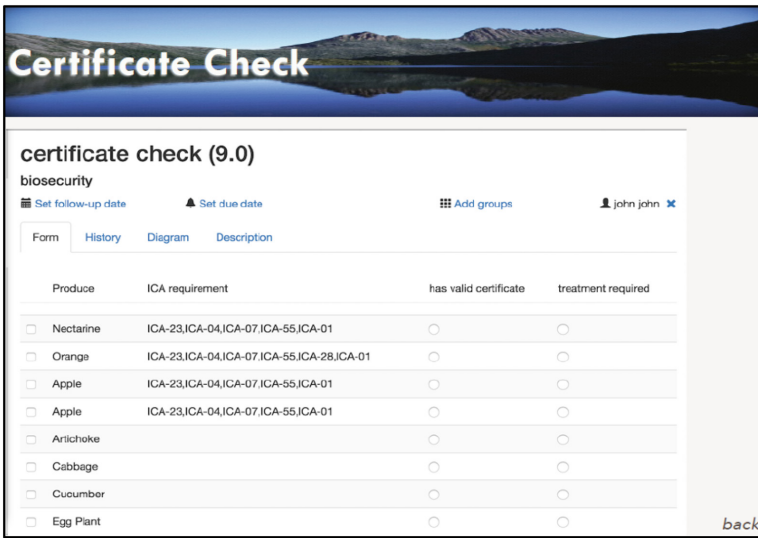 Certificate Check
certificate check (9.0)
biosecurity
Set follow-up date Set due date Add groups john john
Form History Diagram Description
Produce ICA requirement has valid certificate treatment required
Nectarine ICA-23,ICA-04,ICA-07,ICA-55,ICA-01
Orange ICA-23,ICA-04,ICA-07,ICA-55,ICA-28,ICA-01
Apple ICA-23,ICA-04,ICA-07,ICA-55,ICA-01
Apple ICA-23,ICA-04,ICA-07,ICA-55,ICA-01
Artichoke
Cabbage
Cucumber
Egg Plant
back